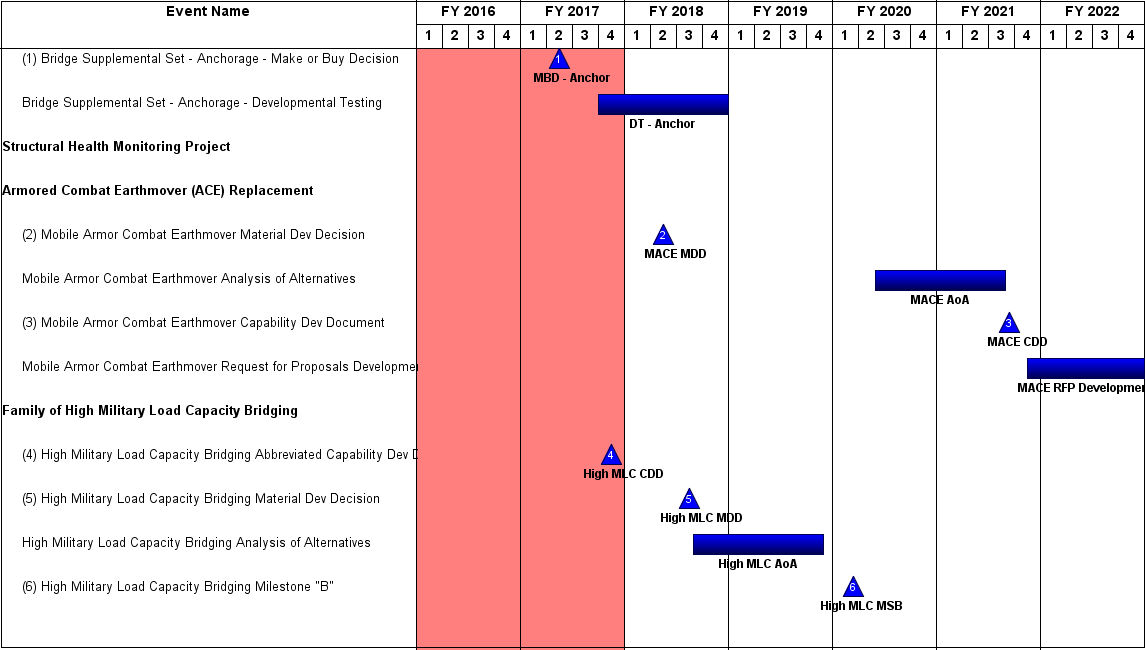 Event Name FY 2016 FY 2017 FY 2018 FY 2019 FY 2020 FY 2021 FY 2022
1 2 3 4 1 2 3 4 1 2 3 4 1 2 3 4 1 2 3 4 1 2 3 4 1 2 3 4
(1) Bridge Supplemental Set - Anchorage - Make or Buy Decision 1
MBD - Anchor
Bridge Supplemental Set - Anchorage - Developmental Testing
DT - Anchor
Structural Health Monitoring Project
Armored Combat Earthmover (ACE) Replacement
(2) Mobile Armor Combat Earthmover Material Dev Decision 2
MACE MDD
Mobile Armor Combat Earthmover Analysis of Alternatives
MACE AoA
(3) Mobile Armor Combat Earthmover Capability Dev Document 3
MACE CDD
Mobile Armor Combat Earthmover Request for Proposals Developme
MACE RFP Developme
Family of High Military Load Capacity Bridging
(4) High Military Load Capacity Bridging Abbreviated Capability Dev D 4
High MLC CDD
(5) High Military Load Capacity Bridging Material Dev Decision 5
High MLC MDD
High Military Load Capacity Bridging Analysis of Alternatives
High MLC AoA
(6) High Military Load Capacity Bridging Milestone "B" 6
High MLC MSB